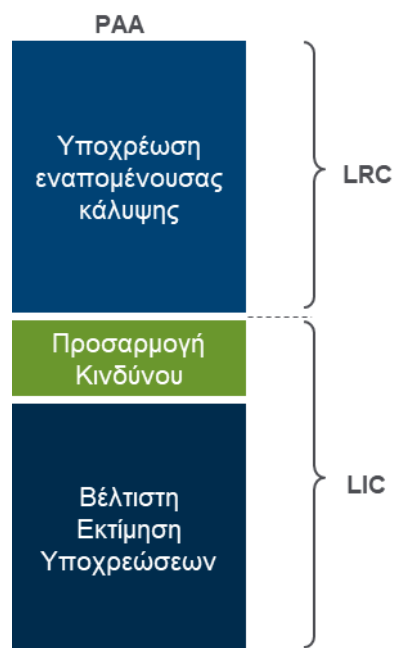 PAA
Υποχρέωση
εναπομένουσας
κάλυψης
LRC
Προσαρμογή
Κινδύνου
Βέλτιστη
Εκτίμηση
Υποχρεώσεων
LIC